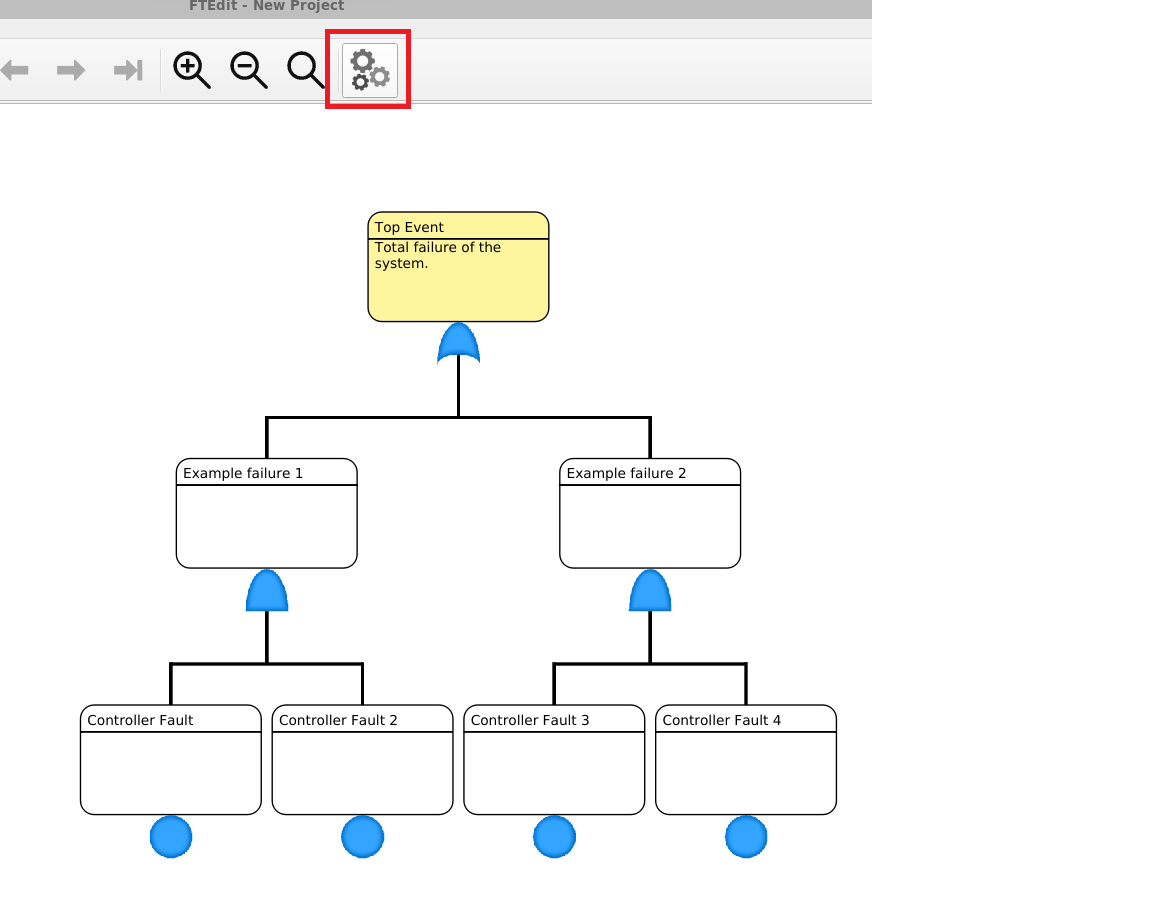 FTEdit - New Project
Top Event
Total failure of the
system.
Example failure 1
Example failure 2
Controller Fault
Controller Fault 2
Controller Fault 3
Controller Fault 4